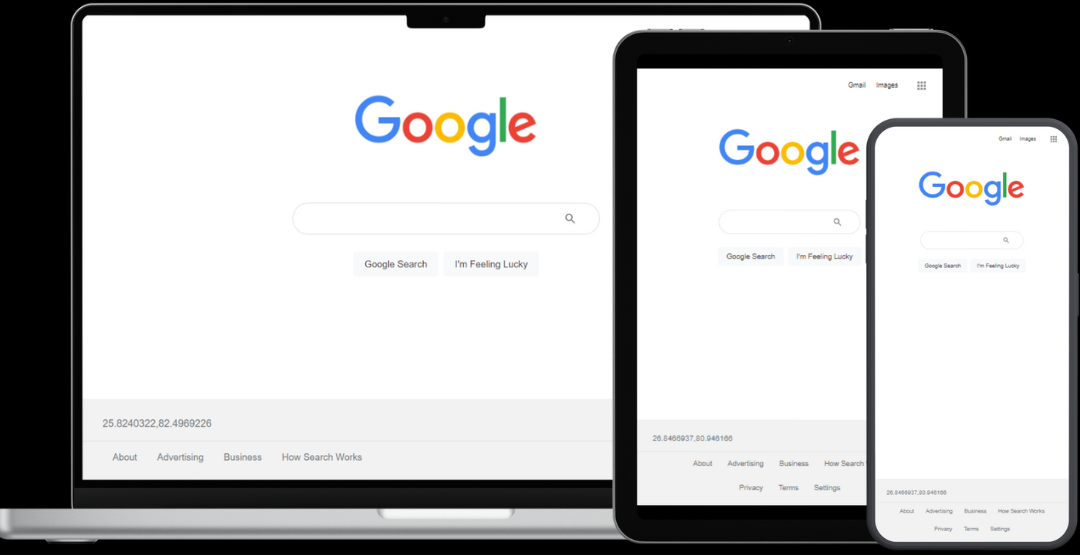 Google
Google Search I'm Feeling Lucky
25.8240322,82.4969226
About Advertising Business How Search Works
Gmail Images
Google
Google Search I'm Feeling Lucky
26.8466937,80.946166
About Advertising Business How Search
Privacy Terms Settings
Gmail Images
Google
Google Search I'm Feeling Lucky
26.8466937,80.946166
About Advertising Business How Search Works
Privacy Terms Settings